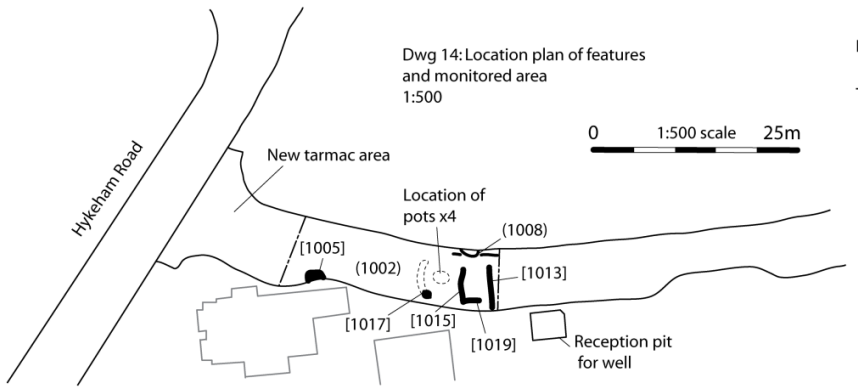 Dwg 14: Location plan of features
and monitored area
1:500
0 1:500 scale 25m
Hykeham Road
New tarmac area
Location of
pots x4
(1008)
[1005]
(1002)
[1013]
[1017]
[1015]
[1019]
Reception pit
for well